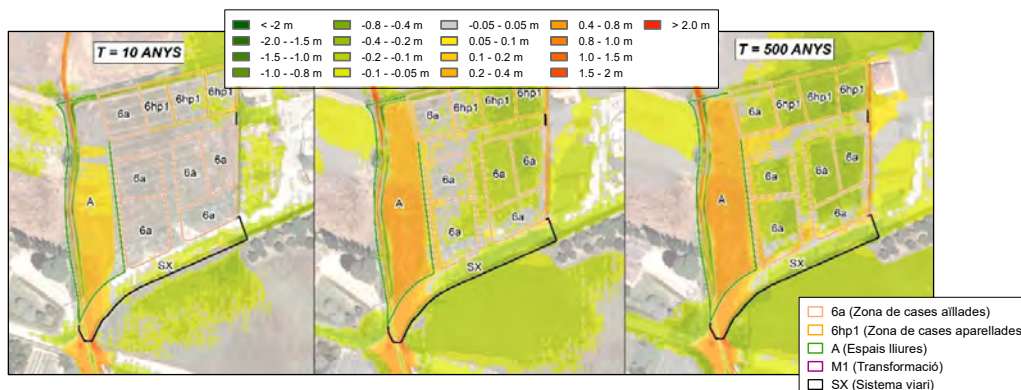 < -2 m
-2.0 - -1.5 m
-1.5 - -1.0 m
-1.0 - -0.8 m
-0.8 - -0.4 m
-0.4 - -0.2 m
-0.2 - -0.1 m
-0.1 - -0.05 m
-0.05 - 0.05 m
0.05 - 0.1 m
0.1 - 0.2 m
0.2 - 0.4 m
0.4 - 0.8 m
0.8 - 1.0 m
1.0 - 1.5 m
1.5 - 2 m
> 2.0 m
T = 10 ANYS
6a
6hp1
6hp1
6hp1
6a
6a
6a
A
6a
6a
SX
6a
6hp1
6hp1
6hp1
6a
6a
6a
A
6a
6a
SX
T = 500 ANYS
6a
6hp1
6hp1
6hp1
6a
6a
6a
A
6a
6a
SX
6a (Zona de cases aïllades)
6hp1 (Zona de cases aparellades)
A (Espais lliures)
M1 (Transformació)
SX (Sistema viari)